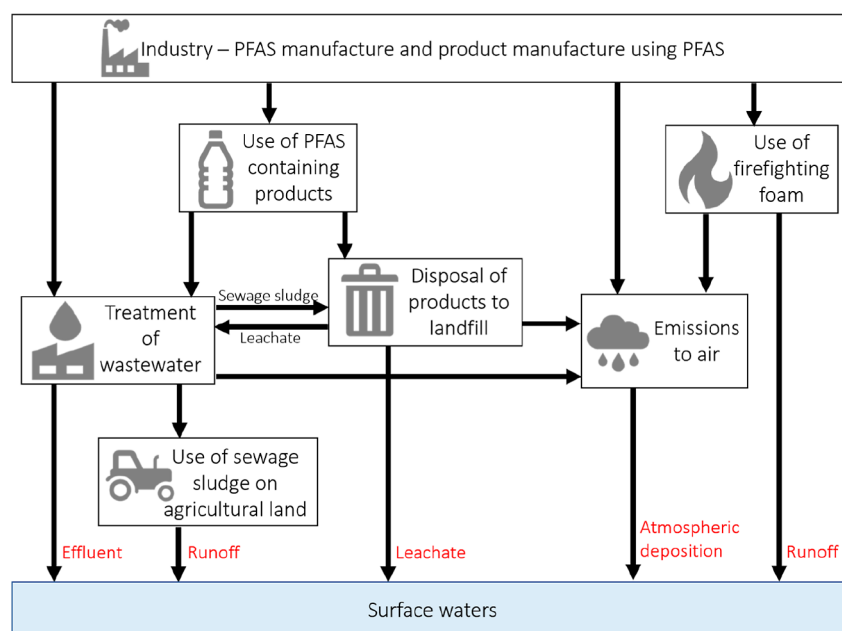 Industry – PFAS manufacture and product manufacture using PFAS
Use of PFAS
containing
products
Use of
firefighting
foam
Sewage sludge
Disposal of
products to
landfill
Treatment
of
wastewater
Leachate
Emissions
to air
Use of sewage
sludge on
agricultural land
Effluent
Runoff
Leachate
Atmospheric
deposition
Runoff
Surface waters